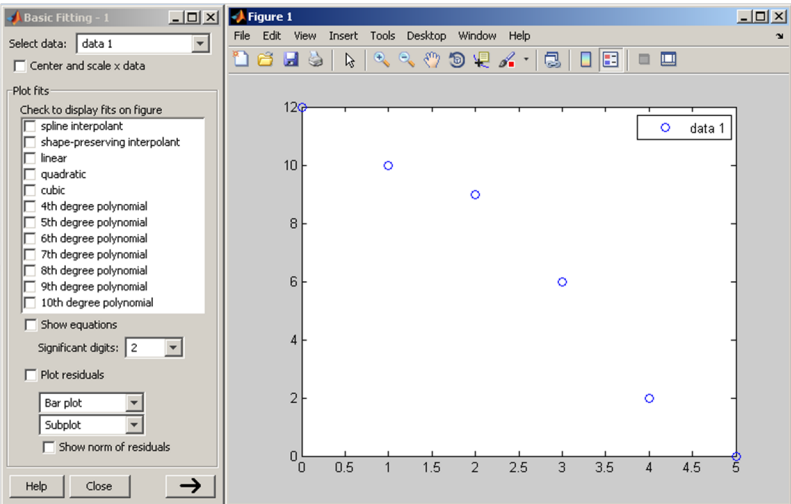 Basic Fitting - 1
Select data: data 1
Center and scale x data
Plot fits
Check to display fits on figure
spline interpolant
shape-preserving interpolant
linear
quadratic
cubic
4th degree polynomial
5th degree polynomial
6th degree polynomial
7th degree polynomial
8th degree polynomial
9th degree polynomial
10th degree polynomial
Show equations
Significant digits: 2
Plot residuals
Bar plot
Subplot
Show norm of residuals
Help Close
Figure 1
File Edit View Insert Tools Desktop Window Help
data 1
12
10
8
6
4
2
0
0 0.5 1 1.5 2 2.5 3 3.5 4 4.5 5